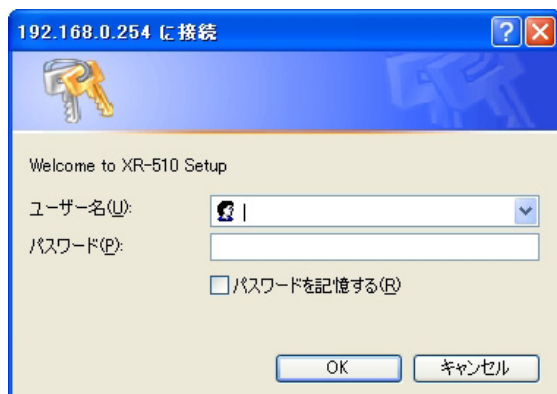 192.168.0.254 に接続
Welcome to XR-510 Setup
ユーザー名(U):
パスワード(P):
パスワードを記憶する(R)
OK
キャンセル